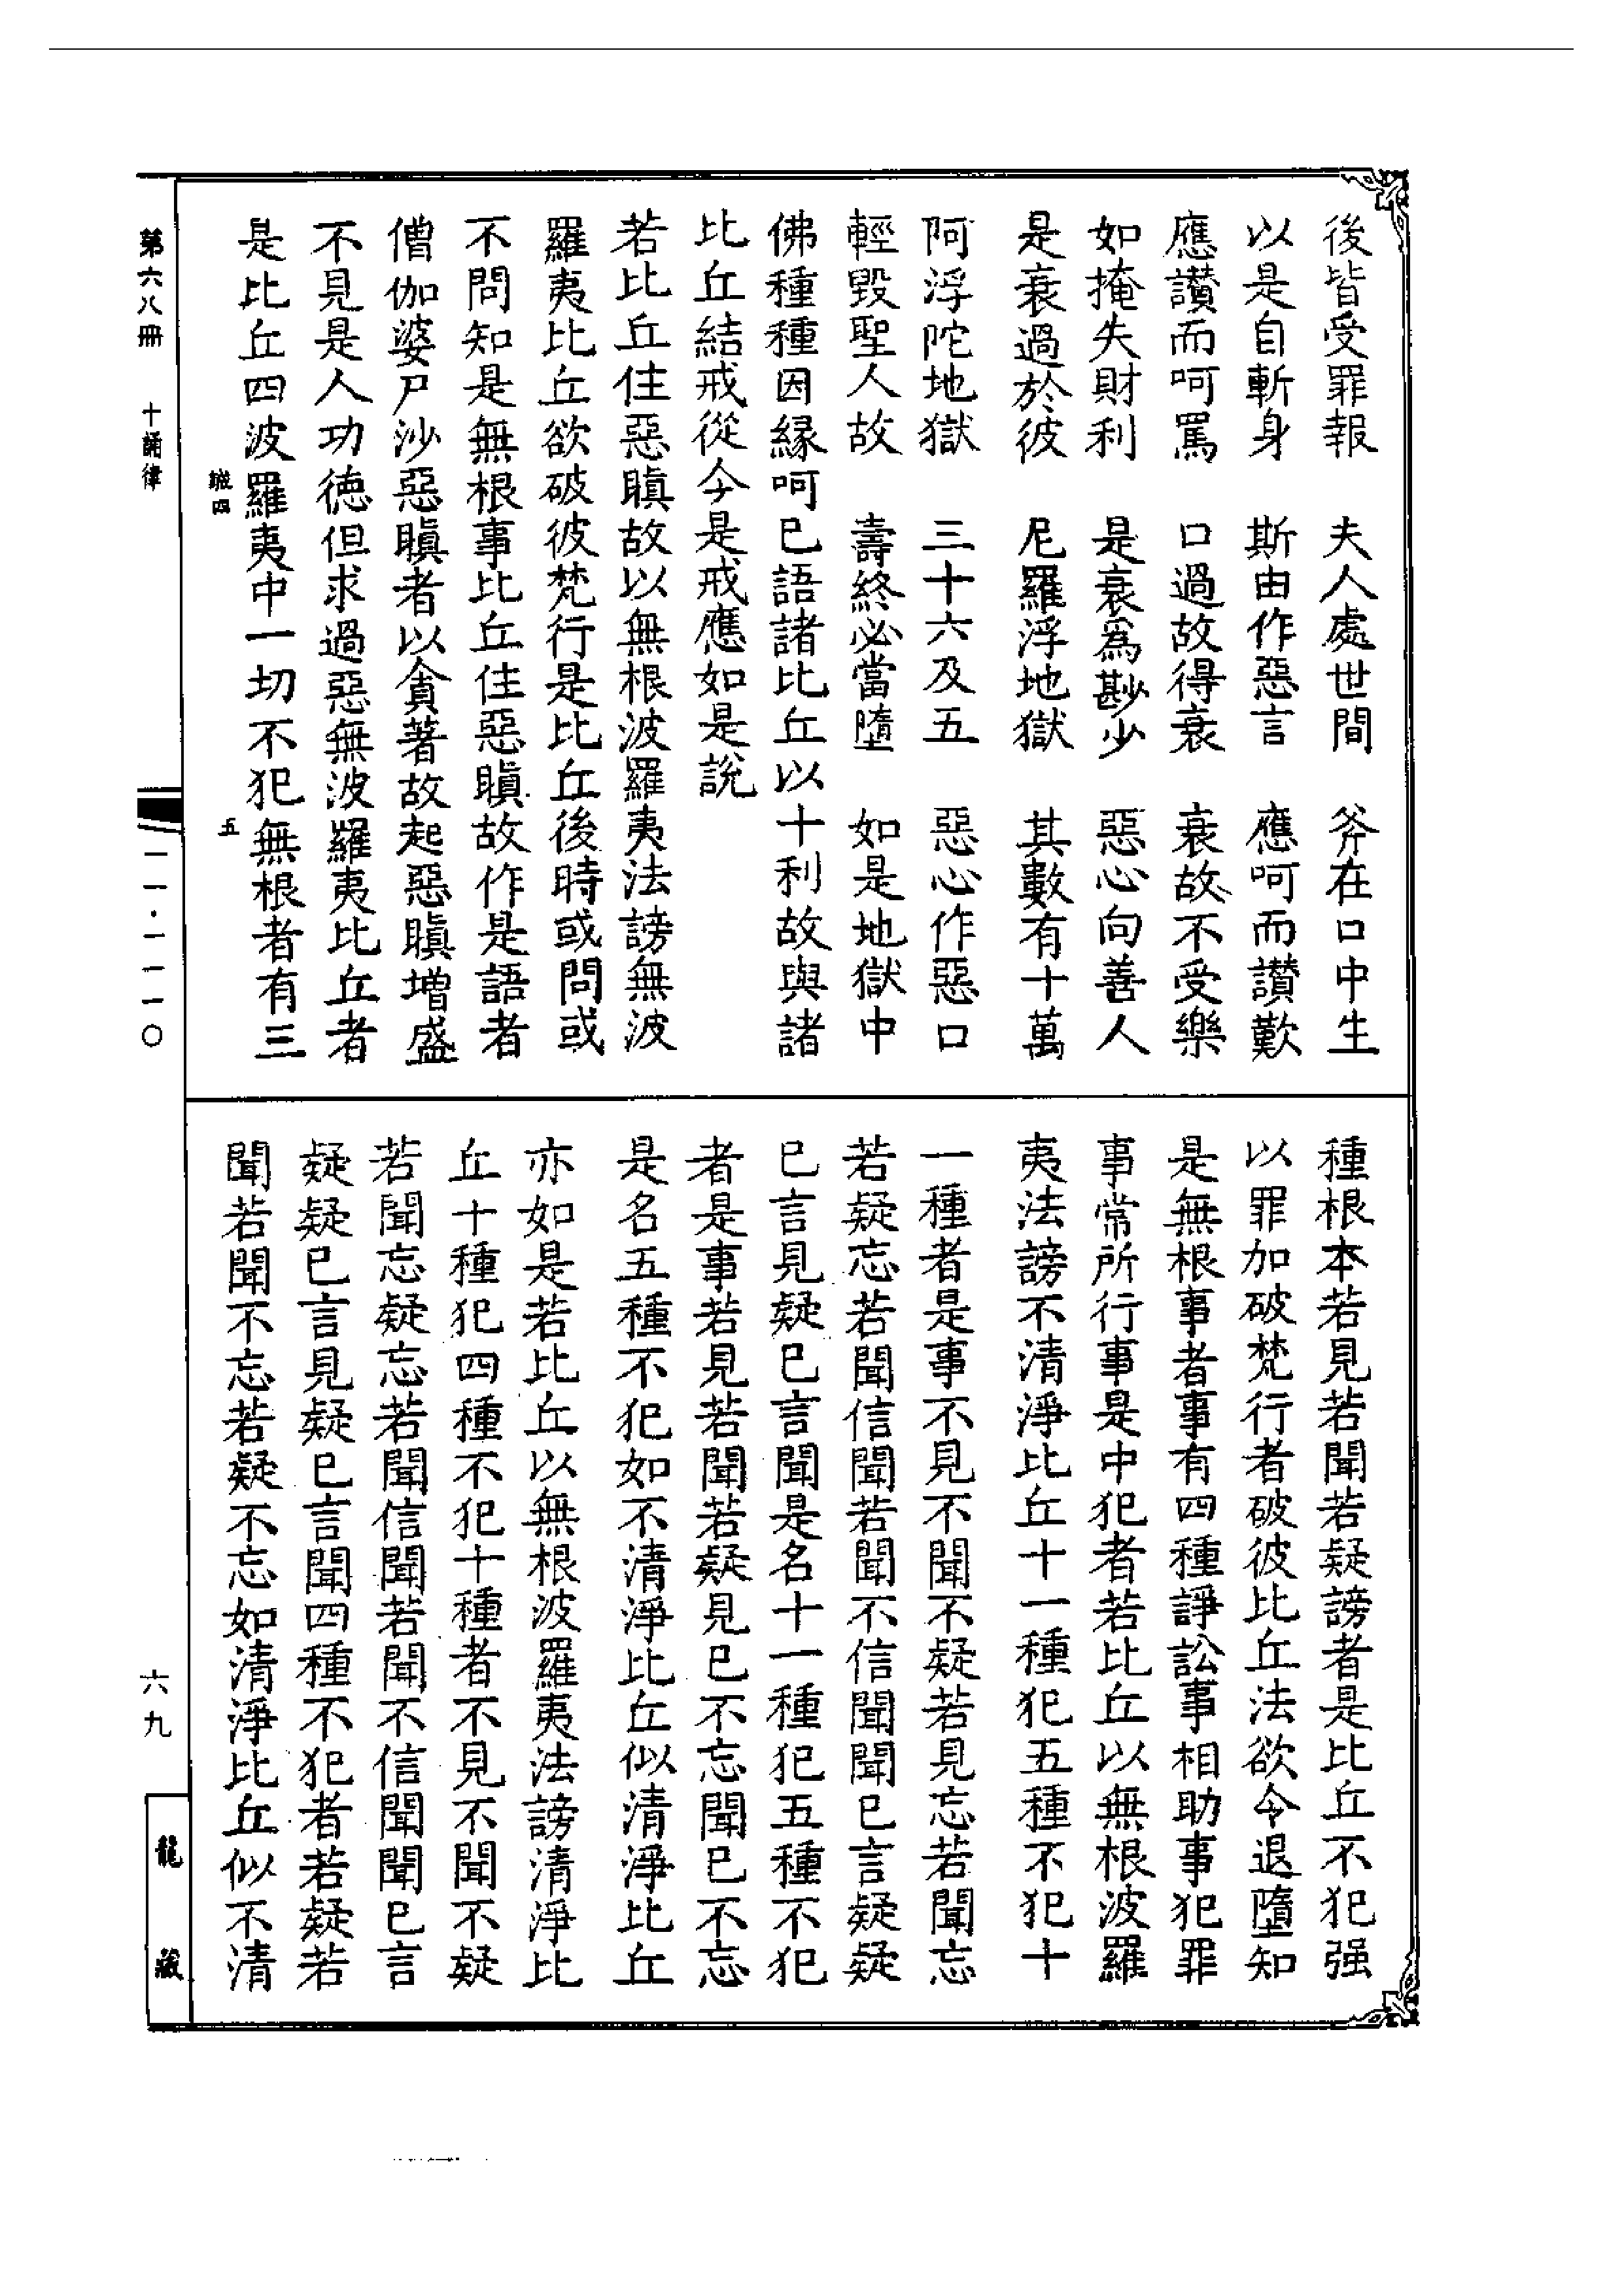 後皆受罪報　夫人處世間　斧在口中生
以是自斬身　斯由作惡言　應呵而讃歎
應讃而呵罵　口過故得衰　衰故不受樂
如掩失財利　是衰爲尠少　惡心向善人
是衰過於彼　尼羅浮地獄　其數有十萬
阿浮陀地獄　三十六及五　惡心作惡口
輕毀聖人故　壽終必當墮　如是地獄中
佛種種因緣呵已語諸比丘以十利故與諸
比丘結戒從今是戒應如是說
若比丘住惡瞋故以無根波羅夷法謗無波
羅夷比丘欲破彼梵行是比丘後時或問或
不問知是無根事比丘住惡瞋故作是語者
僧伽婆尸沙惡瞋者以貪著故起惡瞋增盛
不見是人功德但求過惡無波羅夷比丘者
是比丘四波羅夷中一切不犯無根者有三
誠四
五
種根本若見若聞若疑謗者是比丘不犯强
以罪加破梵行者破彼比丘法欲令退墮知
是無根事者事有四種諍訟事相助事犯罪
事常所行事是中犯者若比丘以無根波羅
夷法謗不清淨比丘十一種犯五種不犯十
一種者是事不見不聞不疑若見忘若聞忘
若疑忘若聞信聞若聞不信聞聞已言疑疑
已言見疑已言聞是名十一種犯五種不犯
者是事若見若聞若疑見已不忘聞已不忘
是名五種不犯如不清淨比丘似清淨比丘
亦如是若比丘以無根波羅夷法謗清淨比
丘十種犯四種不犯十種者不見不聞不疑
若聞忘疑忘若聞信聞若聞不信聞聞已言
疑疑已言見疑已言聞四種不犯者若疑若
聞若聞不忘若疑不忘如清淨比丘似不清
第六八冊　十誦律
一一·一一一〇
六九
龍藏